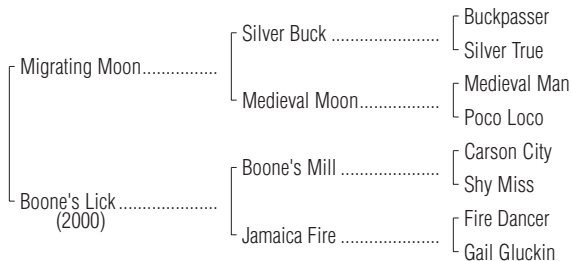 Buckpasser
Silver Buck ......................
Silver True
Migrating Moon...............
Medieval Man
Medieval Moon................
Poco Loco
Carson City
Boone's Mill ....................
Shy Miss
Boone's Lick ....................
(2000)
Fire Dancer
Jamaica Fire ....................
Gail Gluckin